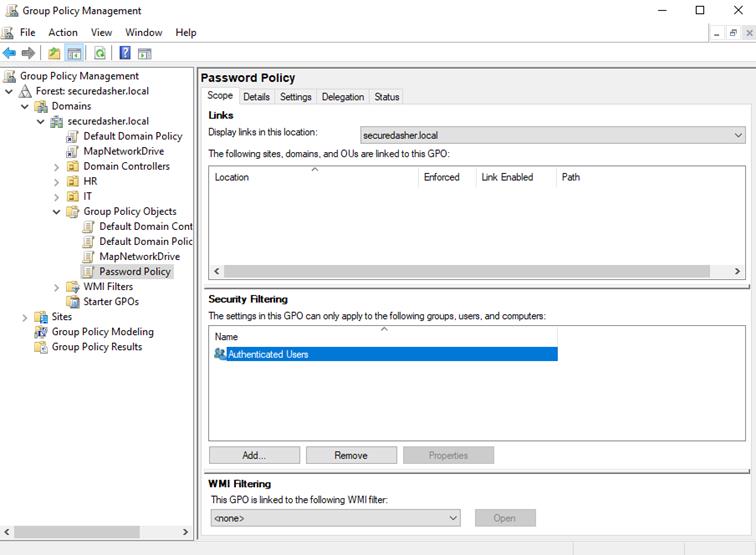 Group Policy Management
File Action View Window Help
Group Policy Management
Forest: securedasher.local
Domains
securedasher.local
Default Domain Policy
MapNetworkDrive
Domain Controllers
HR
IT
Group Policy Objects
Default Domain Cont
Default Domain Polic
MapNetworkDrive
Password Policy
WMI Filters
Starter GPOs
Sites
Group Policy Modeling
Group Policy Results
Password Policy
Scope Details Settings Delegation Status
Links
Display links in this location: securedasher.local
The following sites, domains, and OUs are linked to this GPO:
Location Enforced Link Enabled Path
Security Filtering
The settings in this GPO can only apply to the following groups, users, and computers:
Name
Authenticated Users
Add... Remove Properties
WMI Filtering
This GPO is linked to the following WMI filter:
<none> Open